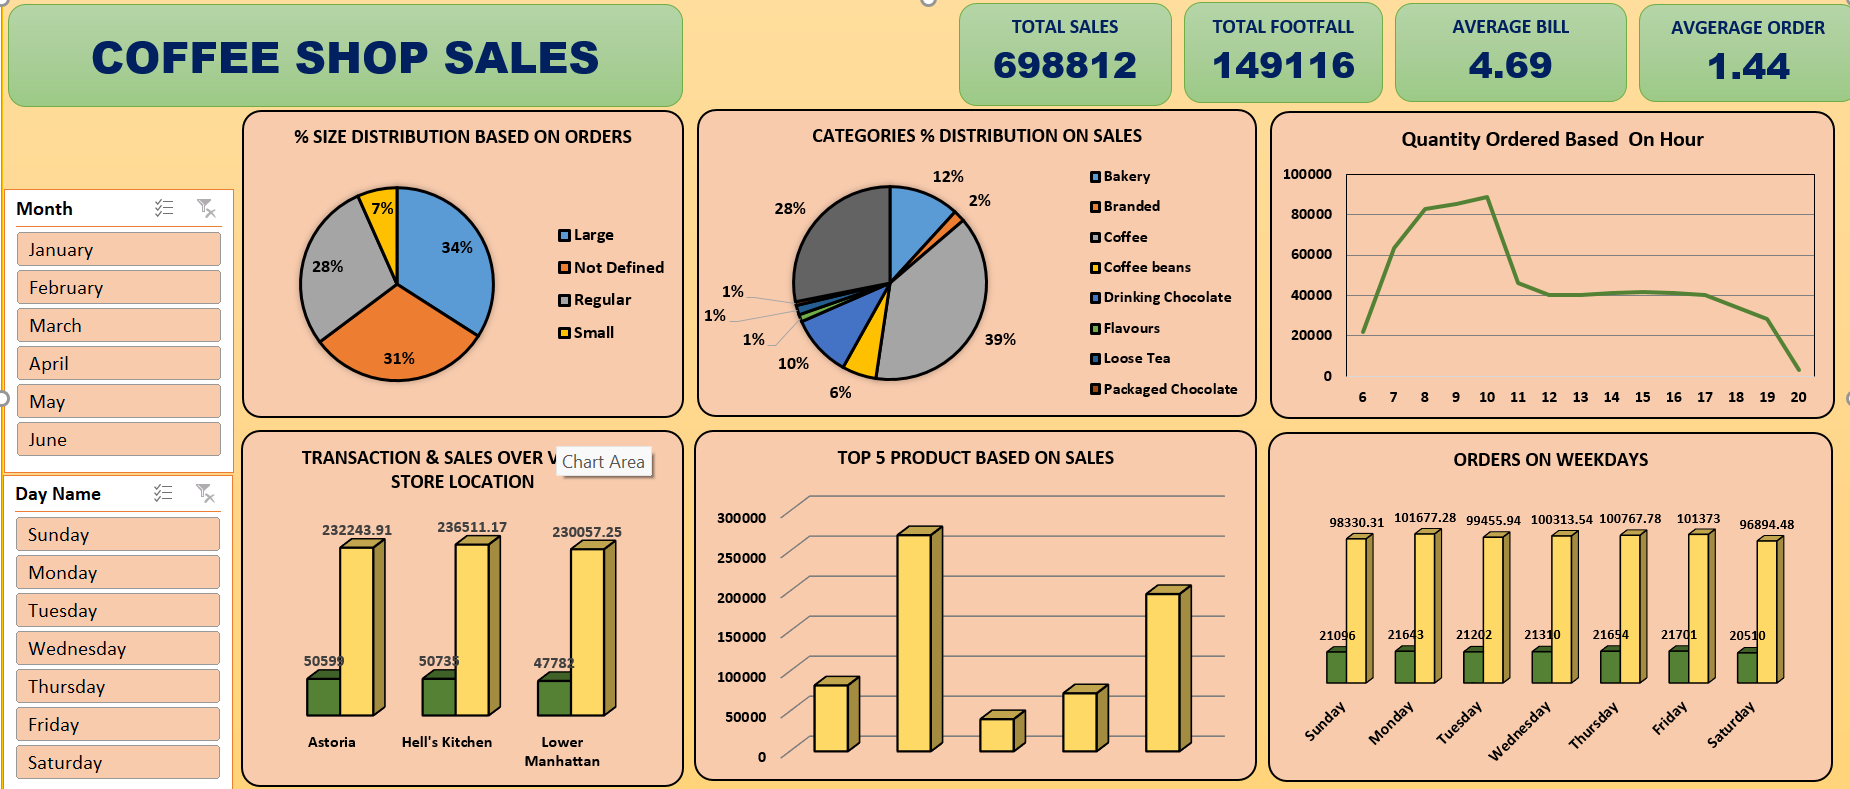 COFFEE SHOP SALES
TOTAL SALES
698812
TOTAL FOOTFALL
149116
AVERAGE BILL
4.69
AVGERAGE ORDER
1.44
Month
January
February
March
April
May
June
Day Name
Sunday
Monday
Tuesday
Wednesday
Thursday
Friday
Saturday
% SIZE DISTRIBUTION BASED ON ORDERS
7%
34%
28%
31%
Large
Not Defined
Regular
Small
CATEGORIES % DISTRIBUTION ON SALES
12%
2%
28%
1%
1%
1%
10%
6%
39%
Bakery
Branded
Coffee
Coffee beans
Drinking Chocolate
Flavours
Loose Tea
Packaged Chocolate
Quantity Ordered Based On Hour
100000
80000
60000
40000
20000
0
6 7 8 9 10 11 12 13 14 15 16 17 18 19 20
TRANSACTION & SALES OVER V
STORE LOCATION
Chart Area
232243.91 236511.17 230057.25
50599 50735 47782
Astoria Hell's Kitchen Lower
Manhattan
TOP 5 PRODUCT BASED ON SALES
300000
250000
200000
150000
100000
50000
0
ORDERS ON WEEKDAYS
98330.31 101677.28 99455.94 100313.54 100767.78 101373 96894.48
21096 21643 21202 21310 21654 21701 20510
Sunday Monday Tuesday Wednesday Thursday Friday Saturday